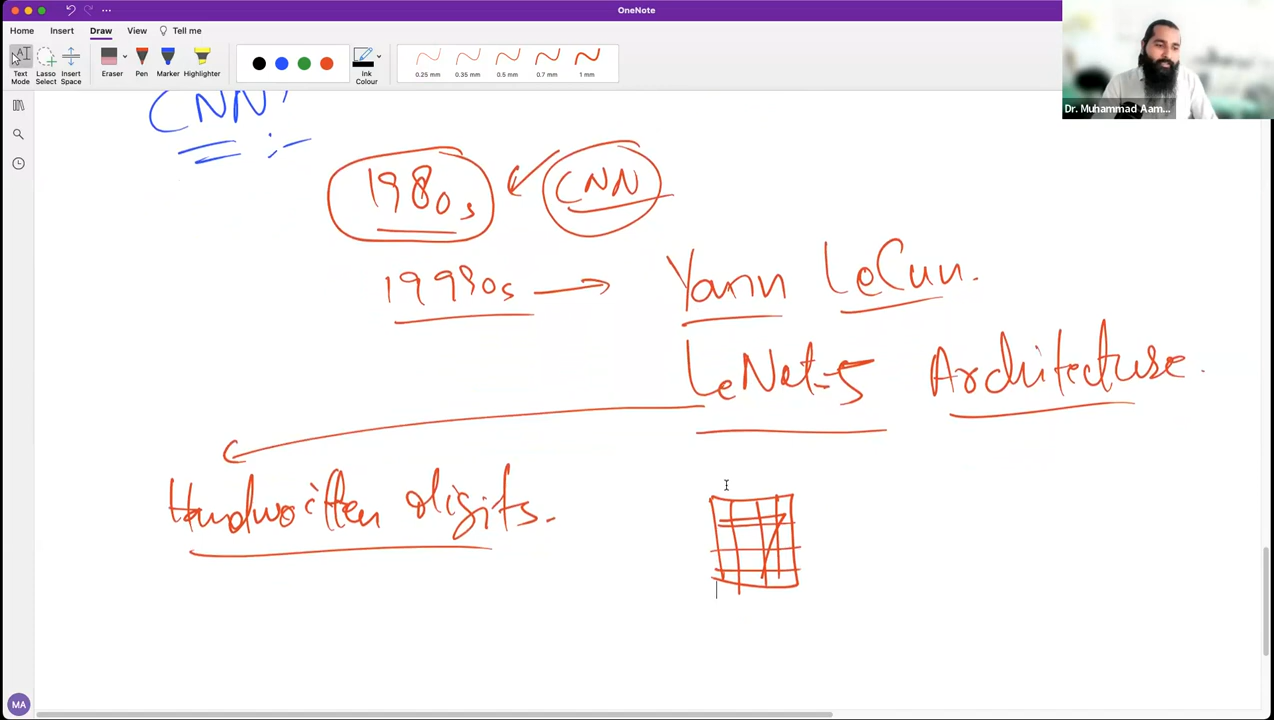 OneNote
Home Insert Draw View Tell me
Text Mode
Lasso Select
Insert Space
Eraser
Pen
Marker
Highlighter
Ink Colour
0.25 mm 0.35 mm 0.5 mm 0.7 mm 1 mm
Dr. Muhammad Aam...
CNN:
1980s CNN
19990s Yann LeCun.
LeNet-5 Architecture.
Handwritten digits.
MA